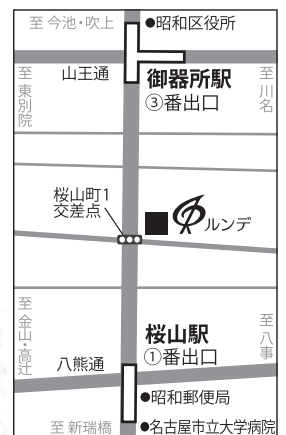 至 今池・吹上
●昭和区役所
至 東別院
山王通
御器所駅
③番出口
至 川名
桜山町1
交差点
ルンデ
至 金山・高辻
桜山駅
①番出口
至 八事
八熊通
●昭和郵便局
至 新瑞橋
●名古屋市立大学病院